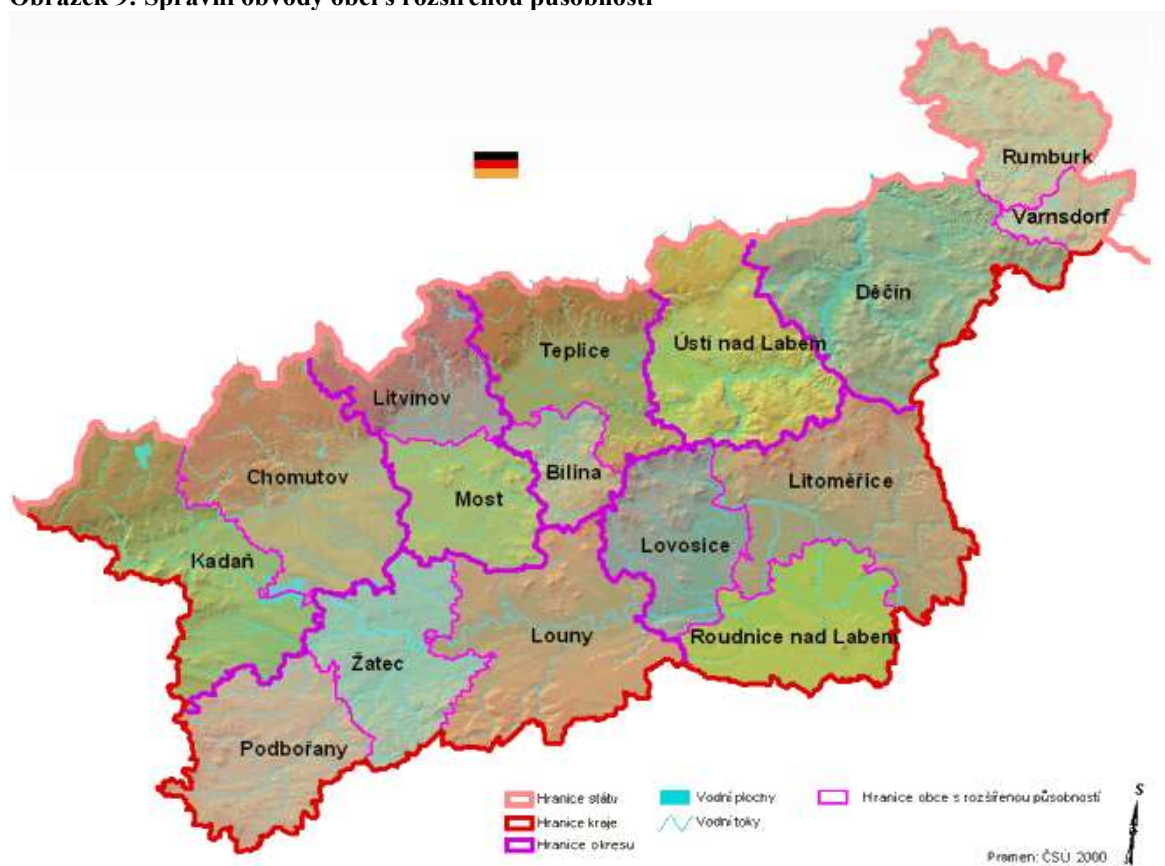 Obrázek 9: Správní obvody obcí s rozšířenou působností
Rumburk
Varnsdorf
Děčín
Ústí nad Labem
Teplice
Litvínov
Bílina
Chomutov
Most
Litoměřice
Lovosice
Kadaň
Louny
Roudnice nad Labem
Žatec
Podbořany
Hranice státu
Vodní plochy
Hranice obce s rozšířenou působností
Hranice kraje
Vodní toky
Hranice okresu
S
Pramen: ČSÚ, 2000